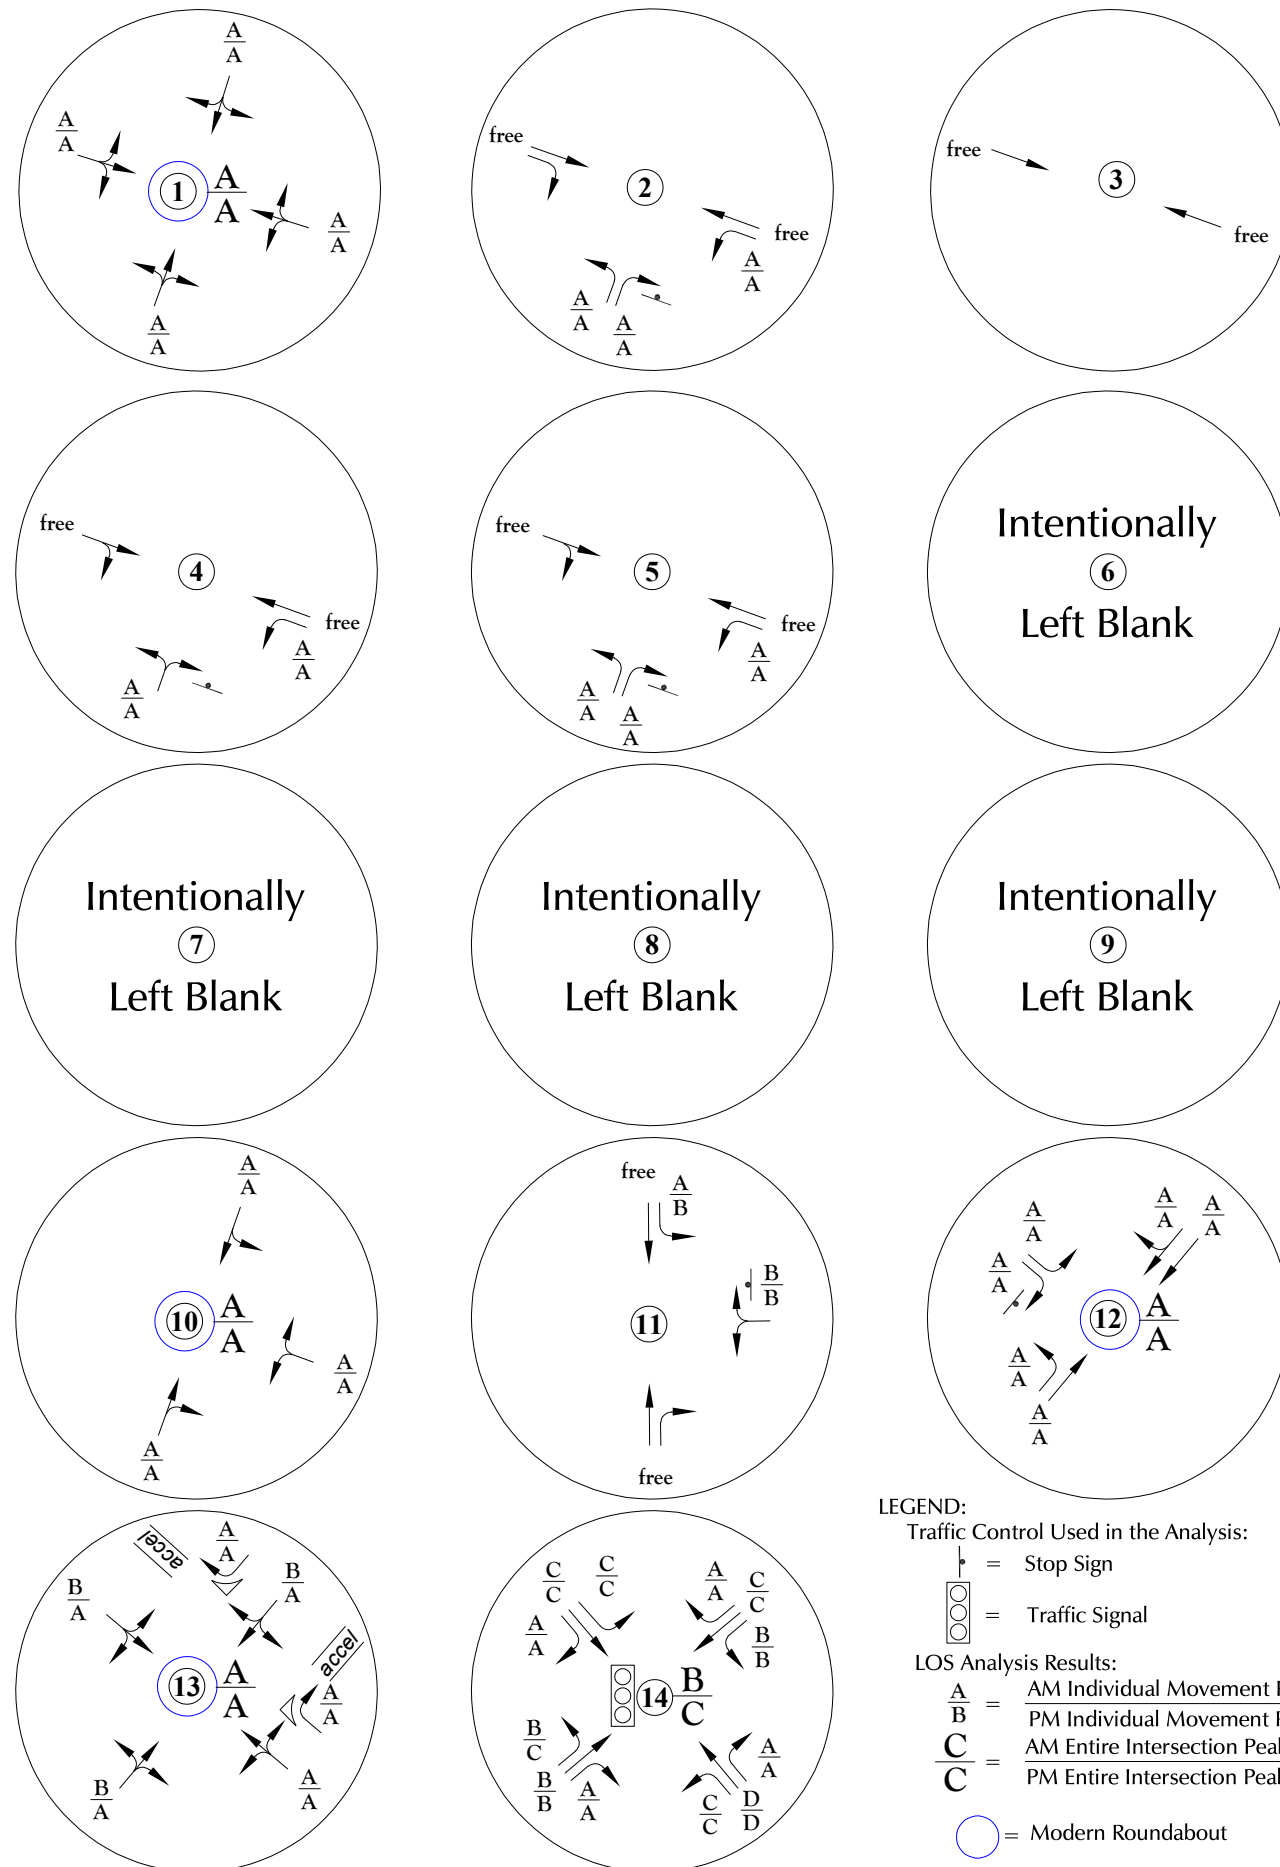 A
A
A
A
1
A
A
A
A
A
A
free
2
free
A
A
A
A
A
A
free
3
free
free
4
free
A
A
A
A
free
5
free
A
A
A
A
A
A
Intentionally
6
Left Blank
Intentionally
7
Left Blank
Intentionally
8
Left Blank
Intentionally
9
Left Blank
A
A
10
A
A
A
A
A
A
free
A
B
B
B
11
free
A
A
A
A
A
A
A
A
12
A
A
A
A
A
A
accel
A
A
B
A
B
A
accel
13
A
A
A
A
B
A
A
A
C
C
C
C
A
A
A
A
C
C
B
B
14
B
C
B
C
B
B
A
A
A
A
C
C
D
D
LEGEND:
Traffic Control Used in the Analysis:
= Stop Sign
= Traffic Signal
LOS Analysis Results:
A
B
=
AM Individual Movement
PM Individual Movement
C
C
=
AM Entire Intersection Peak
PM Entire Intersection Peak
= Modern Roundabout